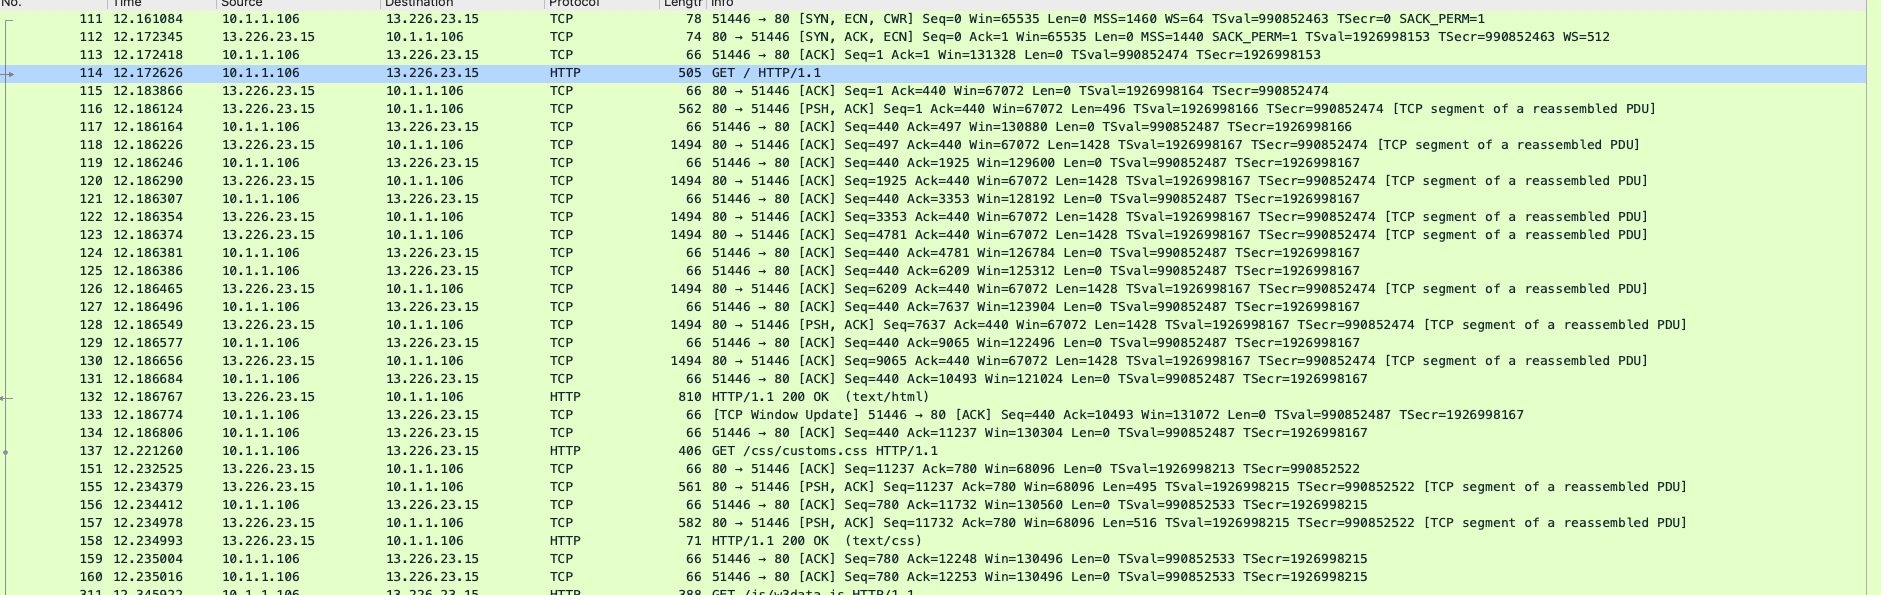 No. Time Source Destination Protocol Length Info
111 12.161084 10.1.1.106 13.226.23.15 TCP 78 51446 → 80 [SYN, ECN, CWR] Seq=0 Win=65535 Len=0 MSS=1460 WS=64 TSval=990852463 TSecr=0 SACK_PERM=1
112 12.172345 13.226.23.15 10.1.1.106 TCP 74 80 → 51446 [SYN, ACK, ECN] Seq=0 Ack=1 Win=65535 Len=0 MSS=1440 SACK_PERM=1 TSval=1926998153 TSecr=990852463 WS=512
113 12.172418 10.1.1.106 13.226.23.15 TCP 66 51446 → 80 [ACK] Seq=1 Ack=1 Win=131328 Len=0 TSval=990852474 TSecr=1926998153
114 12.172626 10.1.1.106 13.226.23.15 HTTP 505 GET / HTTP/1.1
115 12.183866 13.226.23.15 10.1.1.106 TCP 66 80 → 51446 [ACK] Seq=1 Ack=440 Win=67072 Len=0 TSval=1926998164 TSecr=990852474
116 12.186124 13.226.23.15 10.1.1.106 TCP 562 80 → 51446 [PSH, ACK] Seq=1 Ack=440 Win=67072 Len=496 TSval=1926998166 TSecr=990852474 [TCP segment of a reassembled PDU]
117 12.186164 10.1.1.106 13.226.23.15 TCP 66 51446 → 80 [ACK] Seq=440 Ack=497 Win=130880 Len=0 TSval=990852487 TSecr=1926998166
118 12.186226 13.226.23.15 10.1.1.106 TCP 1494 80 → 51446 [ACK] Seq=497 Ack=440 Win=67072 Len=1428 TSval=1926998167 TSecr=990852474 [TCP segment of a reassembled PDU]
119 12.186246 10.1.1.106 13.226.23.15 TCP 66 51446 → 80 [ACK] Seq=440 Ack=1925 Win=129600 Len=0 TSval=990852487 TSecr=1926998167
120 12.186290 13.226.23.15 10.1.1.106 TCP 1494 80 → 51446 [ACK] Seq=1925 Ack=440 Win=67072 Len=1428 TSval=1926998167 TSecr=990852474 [TCP segment of a reassembled PDU]
121 12.186307 10.1.1.106 13.226.23.15 TCP 66 51446 → 80 [ACK] Seq=440 Ack=3353 Win=128192 Len=0 TSval=990852487 TSecr=1926998167
122 12.186354 13.226.23.15 10.1.1.106 TCP 1494 80 → 51446 [ACK] Seq=3353 Ack=440 Win=67072 Len=1428 TSval=1926998167 TSecr=990852474 [TCP segment of a reassembled PDU]
123 12.186374 13.226.23.15 10.1.1.106 TCP 1494 80 → 51446 [ACK] Seq=4781 Ack=440 Win=67072 Len=1428 TSval=1926998167 TSecr=990852474 [TCP segment of a reassembled PDU]
124 12.186381 10.1.1.106 13.226.23.15 TCP 66 51446 → 80 [ACK] Seq=440 Ack=4781 Win=126784 Len=0 TSval=990852487 TSecr=1926998167
125 12.186386 10.1.1.106 13.226.23.15 TCP 66 51446 → 80 [ACK] Seq=440 Ack=6209 Win=125312 Len=0 TSval=990852487 TSecr=1926998167
126 12.186465 13.226.23.15 10.1.1.106 TCP 1494 80 → 51446 [ACK] Seq=6209 Ack=440 Win=67072 Len=1428 TSval=1926998167 TSecr=990852474 [TCP segment of a reassembled PDU]
127 12.186496 10.1.1.106 13.226.23.15 TCP 66 51446 → 80 [ACK] Seq=440 Ack=7637 Win=123904 Len=0 TSval=990852487 TSecr=1926998167
128 12.186549 13.226.23.15 10.1.1.106 TCP 1494 80 → 51446 [PSH, ACK] Seq=7637 Ack=440 Win=67072 Len=1428 TSval=1926998167 TSecr=990852474 [TCP segment of a reassembled PDU]
129 12.186577 10.1.1.106 13.226.23.15 TCP 66 51446 → 80 [ACK] Seq=440 Ack=9065 Win=122496 Len=0 TSval=990852487 TSecr=1926998167
130 12.186656 13.226.23.15 10.1.1.106 TCP 1494 80 → 51446 [ACK] Seq=9065 Ack=440 Win=67072 Len=1428 TSval=1926998167 TSecr=990852474 [TCP segment of a reassembled PDU]
131 12.186684 10.1.1.106 13.226.23.15 TCP 66 51446 → 80 [ACK] Seq=440 Ack=10493 Win=121024 Len=0 TSval=990852487 TSecr=1926998167
132 12.186767 13.226.23.15 10.1.1.106 HTTP 810 HTTP/1.1 200 OK (text/html)
133 12.186774 10.1.1.106 13.226.23.15 TCP 66 [TCP Window Update] 51446 → 80 [ACK] Seq=440 Ack=10493 Win=131072 Len=0 TSval=990852487 TSecr=1926998167
134 12.186806 10.1.1.106 13.226.23.15 TCP 66 51446 → 80 [ACK] Seq=440 Ack=11237 Win=130304 Len=0 TSval=990852487 TSecr=1926998167
137 12.221260 10.1.1.106 13.226.23.15 HTTP 406 GET /css/customs.css HTTP/1.1
151 12.232525 13.226.23.15 10.1.1.106 TCP 66 80 → 51446 [ACK] Seq=11237 Ack=780 Win=68096 Len=0 TSval=1926998213 TSecr=990852522
155 12.234379 13.226.23.15 10.1.1.106 TCP 561 80 → 51446 [PSH, ACK] Seq=11237 Ack=780 Win=68096 Len=495 TSval=1926998215 TSecr=990852522 [TCP segment of a reassembled PDU]
156 12.234412 10.1.1.106 13.226.23.15 TCP 66 51446 → 80 [ACK] Seq=780 Ack=11732 Win=130560 Len=0 TSval=990852533 TSecr=1926998215
157 12.234978 13.226.23.15 10.1.1.106 TCP 582 80 → 51446 [PSH, ACK] Seq=11732 Ack=780 Win=68096 Len=516 TSval=1926998215 TSecr=990852522 [TCP segment of a reassembled PDU]
158 12.234993 13.226.23.15 10.1.1.106 HTTP 71 HTTP/1.1 200 OK (text/css)
159 12.235004 10.1.1.106 13.226.23.15 TCP 66 51446 → 80 [ACK] Seq=780 Ack=12248 Win=130496 Len=0 TSval=990852533 TSecr=1926998215
160 12.235016 10.1.1.106 13.226.23.15 TCP 66 51446 → 80 [ACK] Seq=780 Ack=12253 Win=130496 Len=0 TSval=990852533 TSecr=1926998215
311 12.345922 10.1.1.106 13.226.23.15 HTTP 388 GET /js/w3data.js HTTP/1.1